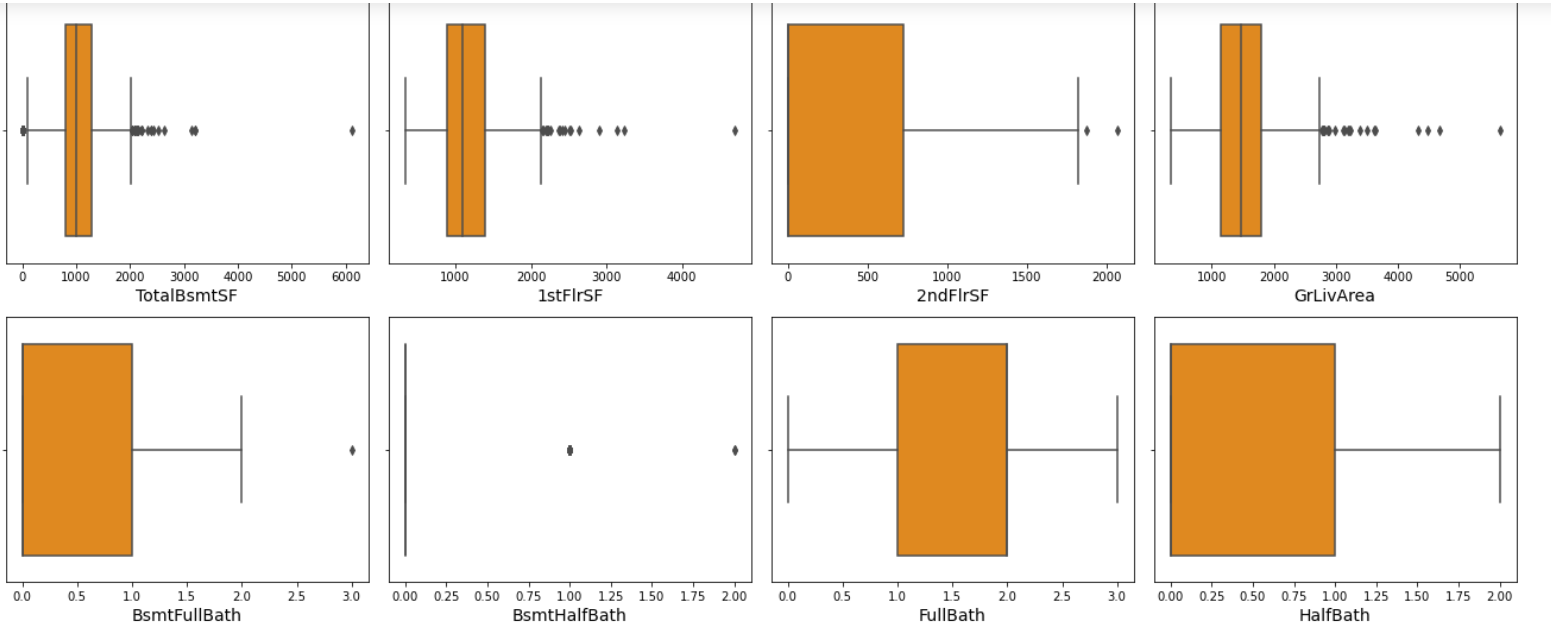 0 1000 2000 3000 4000 5000 6000
TotalBsmtSF
1000 2000 3000 4000
1stFlrSF
0 500 1000 1500 2000
2ndFlrSF
1000 2000 3000 4000 5000
GrLivArea
0.0 0.5 1.0 1.5 2.0 2.5 3.0
BsmtFullBath
0.00 0.25 0.50 0.75 1.00 1.25 1.50 1.75 2.00
BsmtHalfBath
0.0 0.5 1.0 1.5 2.0 2.5 3.0
FullBath
0.00 0.25 0.50 0.75 1.00 1.25 1.50 1.75 2.00
HalfBath